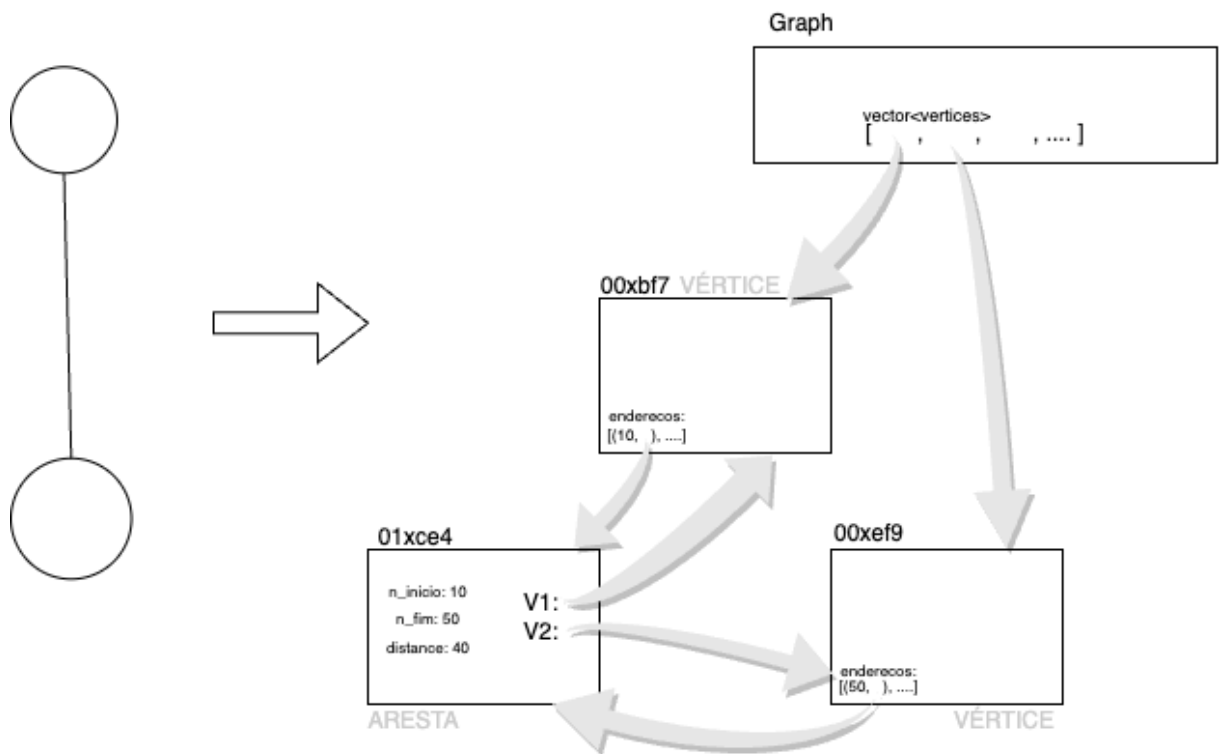 Graph
vector<vertices>
[ , , , .... ]
00xbf7 VÉRTICE
enderecos:
[(10, ), ....]
01xce4
n_inicio: 10
n_fim: 50
distance: 40
V1:
V2:
ARESTA
00xef9
enderecos:
[(50, ), ....]
VÉRTICE